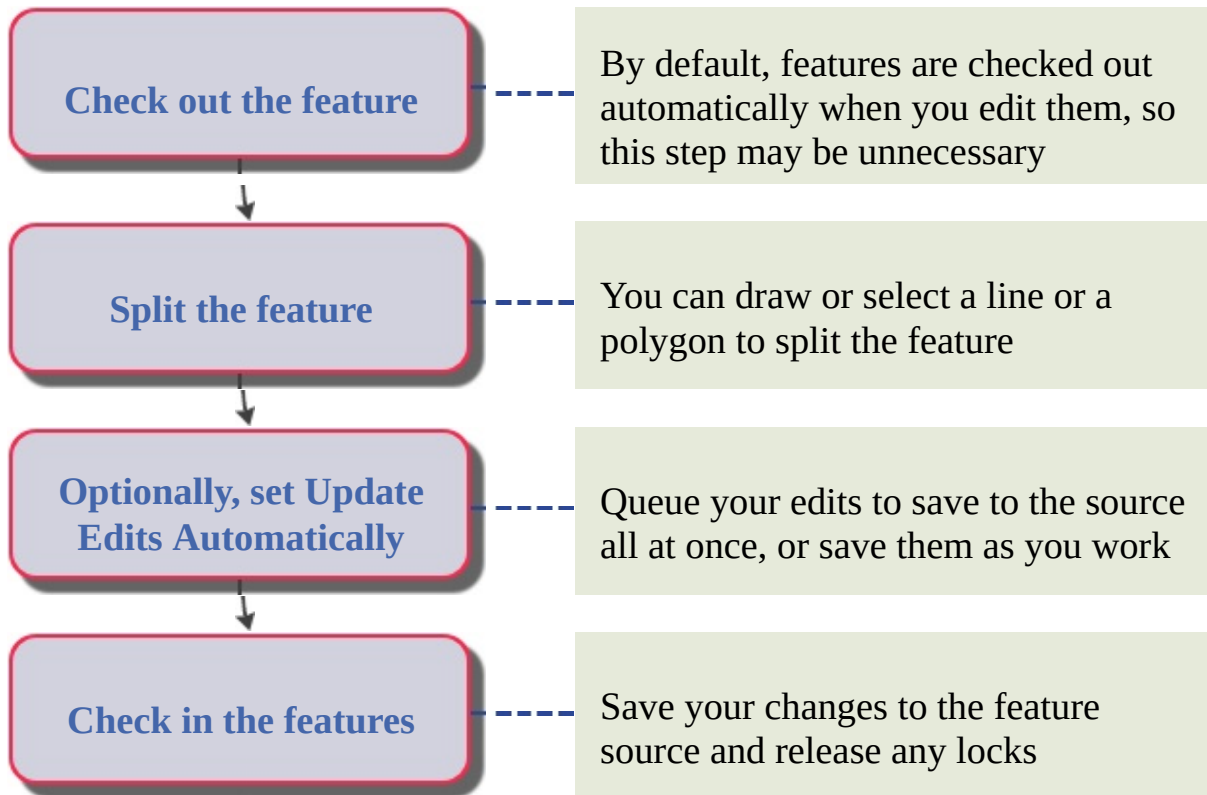 Check out the feature
By default, features are checked out
automatically when you edit them, so
this step may be unnecessary
Split the feature
You can draw or select a line or a
polygon to split the feature
Optionally, set Update
Edits Automatically
Queue your edits to save to the source
all at once, or save them as you work
Check in the features
Save your changes to the feature
source and release any locks